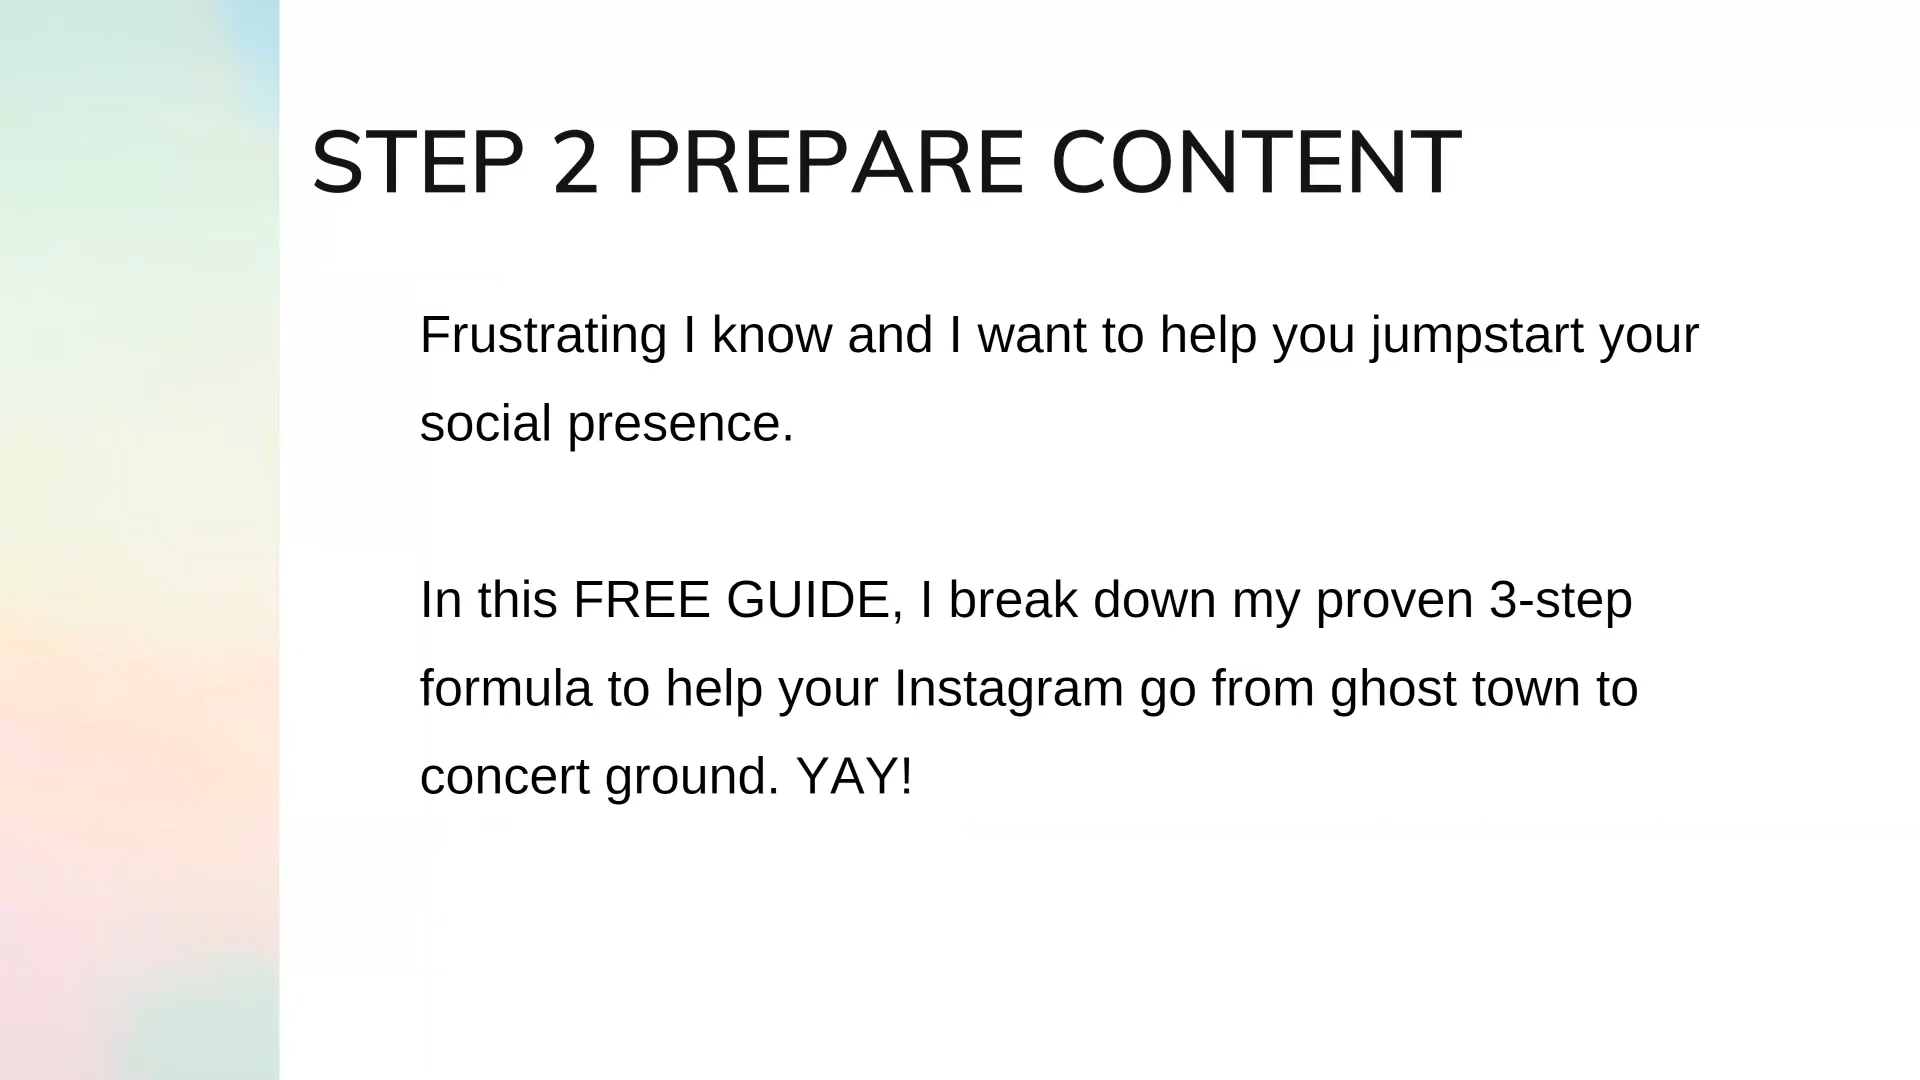 STEP 2 PREPARE CONTENT
Frustrating I know and I want to help you jumpstart your
social presence.
In this FREE GUIDE, I break down my proven 3-step
formula to help your Instagram go from ghost town to
concert ground. YAY!